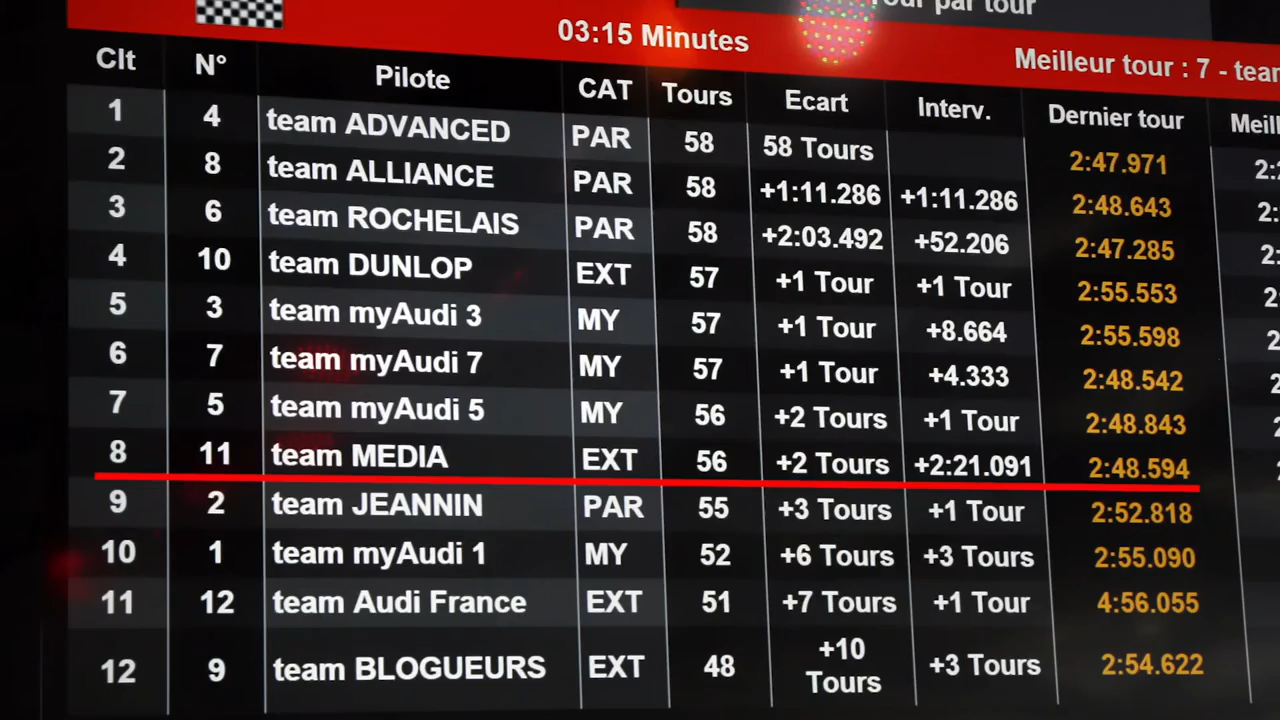 our par tour
03:15 Minutes
Meilleur tour : 7 - tear
Clt N° Pilote CAT Tours Ecart Interv. Dernier tour Meill
1 4 team ADVANCED PAR 58 58 Tours 2:47.971
2 8 team ALLIANCE PAR 58 +1:11.286 +1:11.286 2:48.643
3 6 team ROCHELAIS PAR 58 +2:03.492 +52.206 2:47.285
4 10 team DUNLOP EXT 57 +1 Tour +1 Tour 2:55.553
5 3 team myAudi 3 MY 57 +1 Tour +8.664 2:55.598
6 7 team myAudi 7 MY 57 +1 Tour +4.333 2:48.542
7 5 team myAudi 5 MY 56 +2 Tours +1 Tour 2:48.843
8 11 team MEDIA EXT 56 +2 Tours +2:21.091 2:48.594
9 2 team JEANNIN PAR 55 +3 Tours +1 Tour 2:52.818
10 1 team myAudi 1 MY 52 +6 Tours +3 Tours 2:55.090
11 12 team Audi France EXT 51 +7 Tours +1 Tour 4:56.055
12 9 team BLOGUEURS EXT 48 +10 Tours +3 Tours 2:54.622